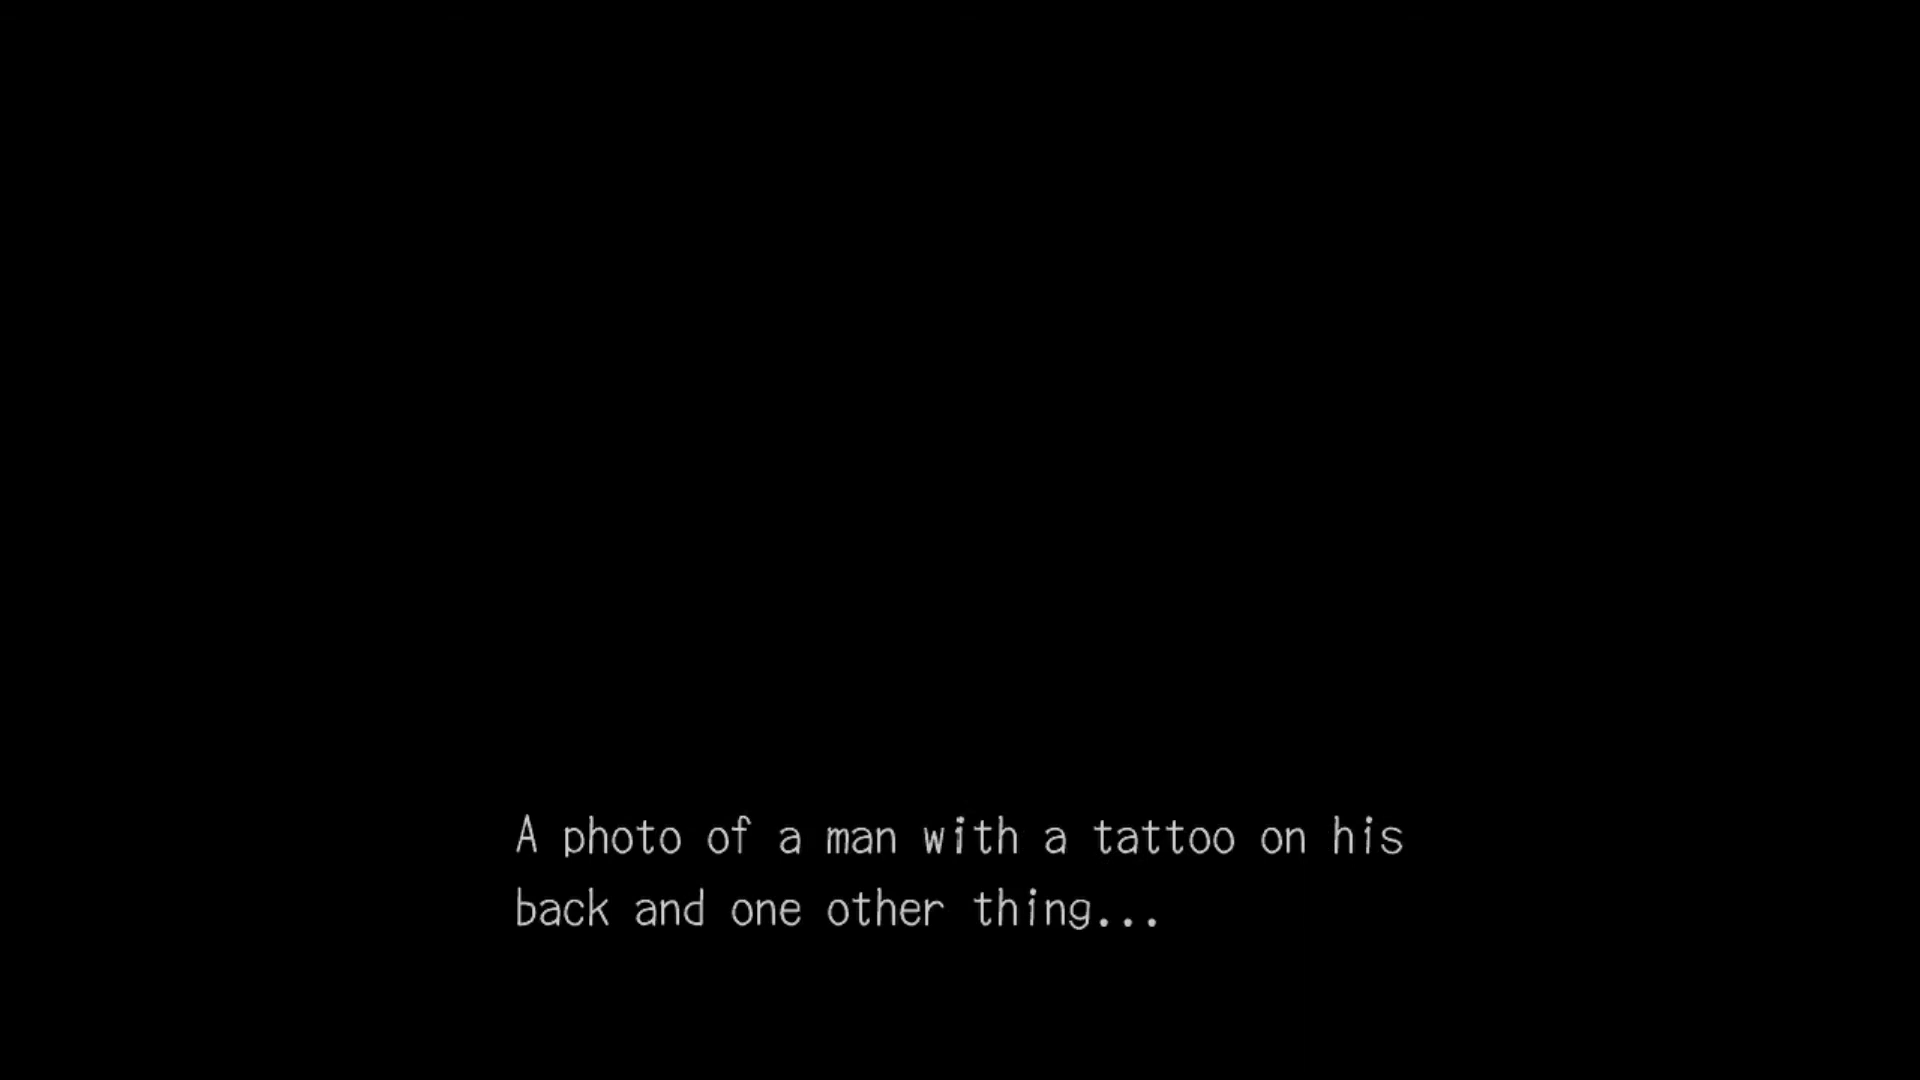 A photo of a man with a tattoo on his
back and one other thing...